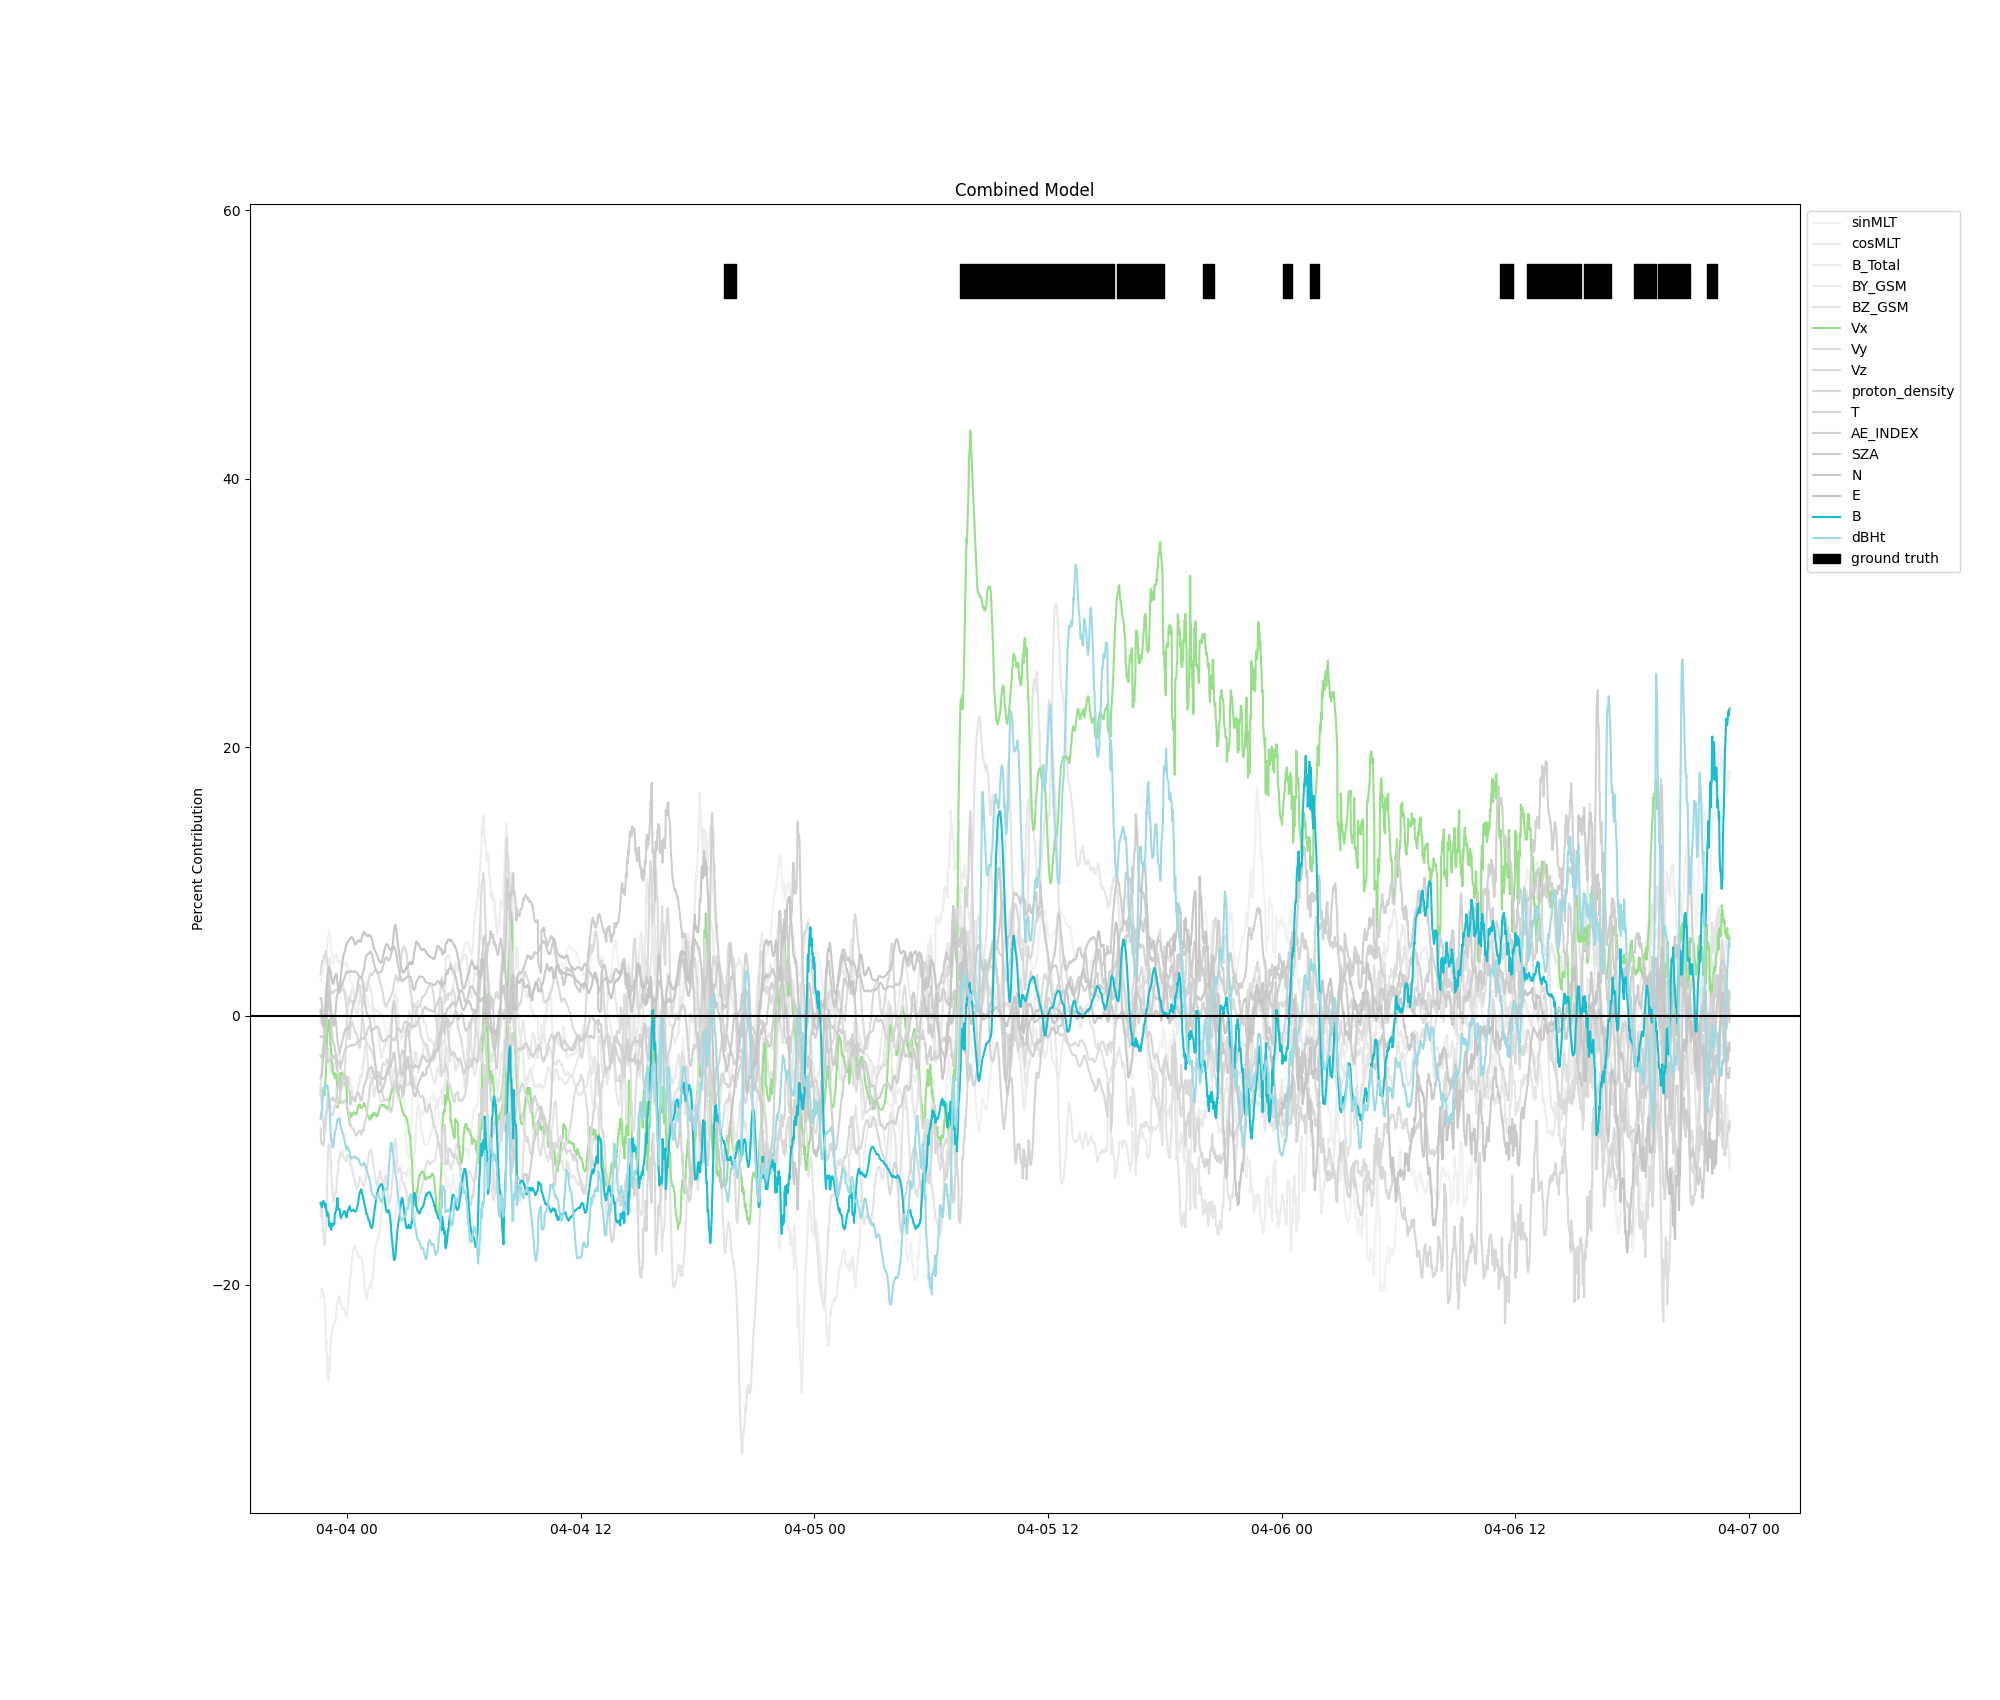 Combined Model
60
40
20
0
−20
Percent Contribution
04-04 00
04-04 12
04-05 00
04-05 12
04-06 00
04-06 12
04-07 00
sinMLT
cosMLT
B_Total
BY_GSM
BZ_GSM
Vx
Vy
Vz
proton_density
T
AE_INDEX
SZA
N
E
B
dBHt
ground truth